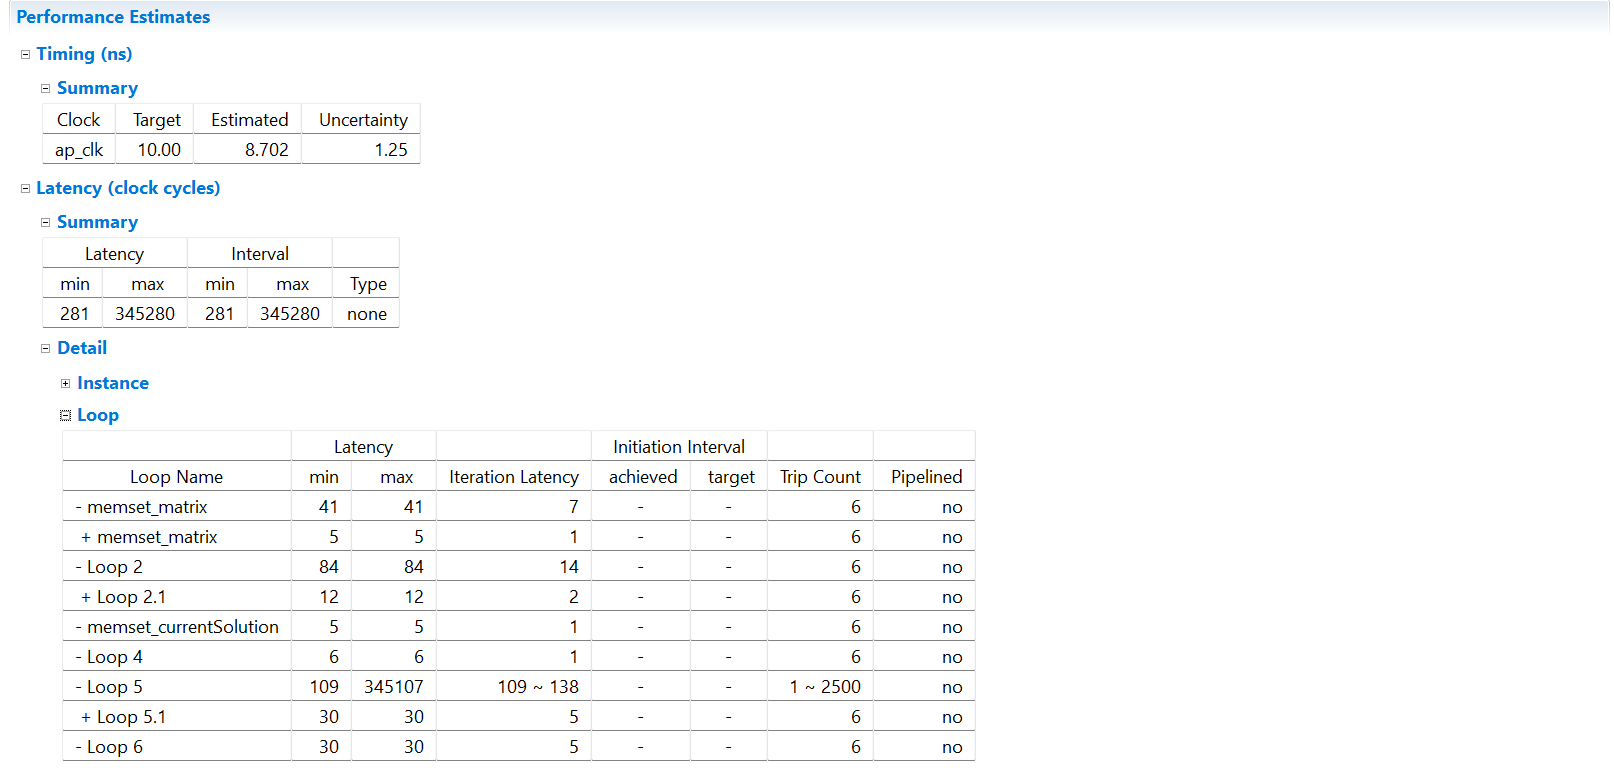 Performance Estimates
Timing (ns)
Summary
Clock Target Estimated Uncertainty
ap_clk 10.00 8.702 1.25
Latency (clock cycles)
Summary
Latency Interval
min max min max Type
281 345280 281 345280 none
Detail
Instance
Loop
Latency Initiation Interval
Loop Name min max Iteration Latency achieved target Trip Count Pipelined
- memset_matrix 41 41 7 - - 6 no
+ memset_matrix 5 5 1 - - 6 no
- Loop 2 84 84 14 - - 6 no
+ Loop 2.1 12 12 2 - - 6 no
- memset_currentSolution 5 5 1 - - 6 no
- Loop 4 6 6 1 - - 6 no
- Loop 5 109 345107 109 ~ 138 - - 1 ~ 2500 no
+ Loop 5.1 30 30 5 - - 6 no
- Loop 6 30 30 5 - - 6 no